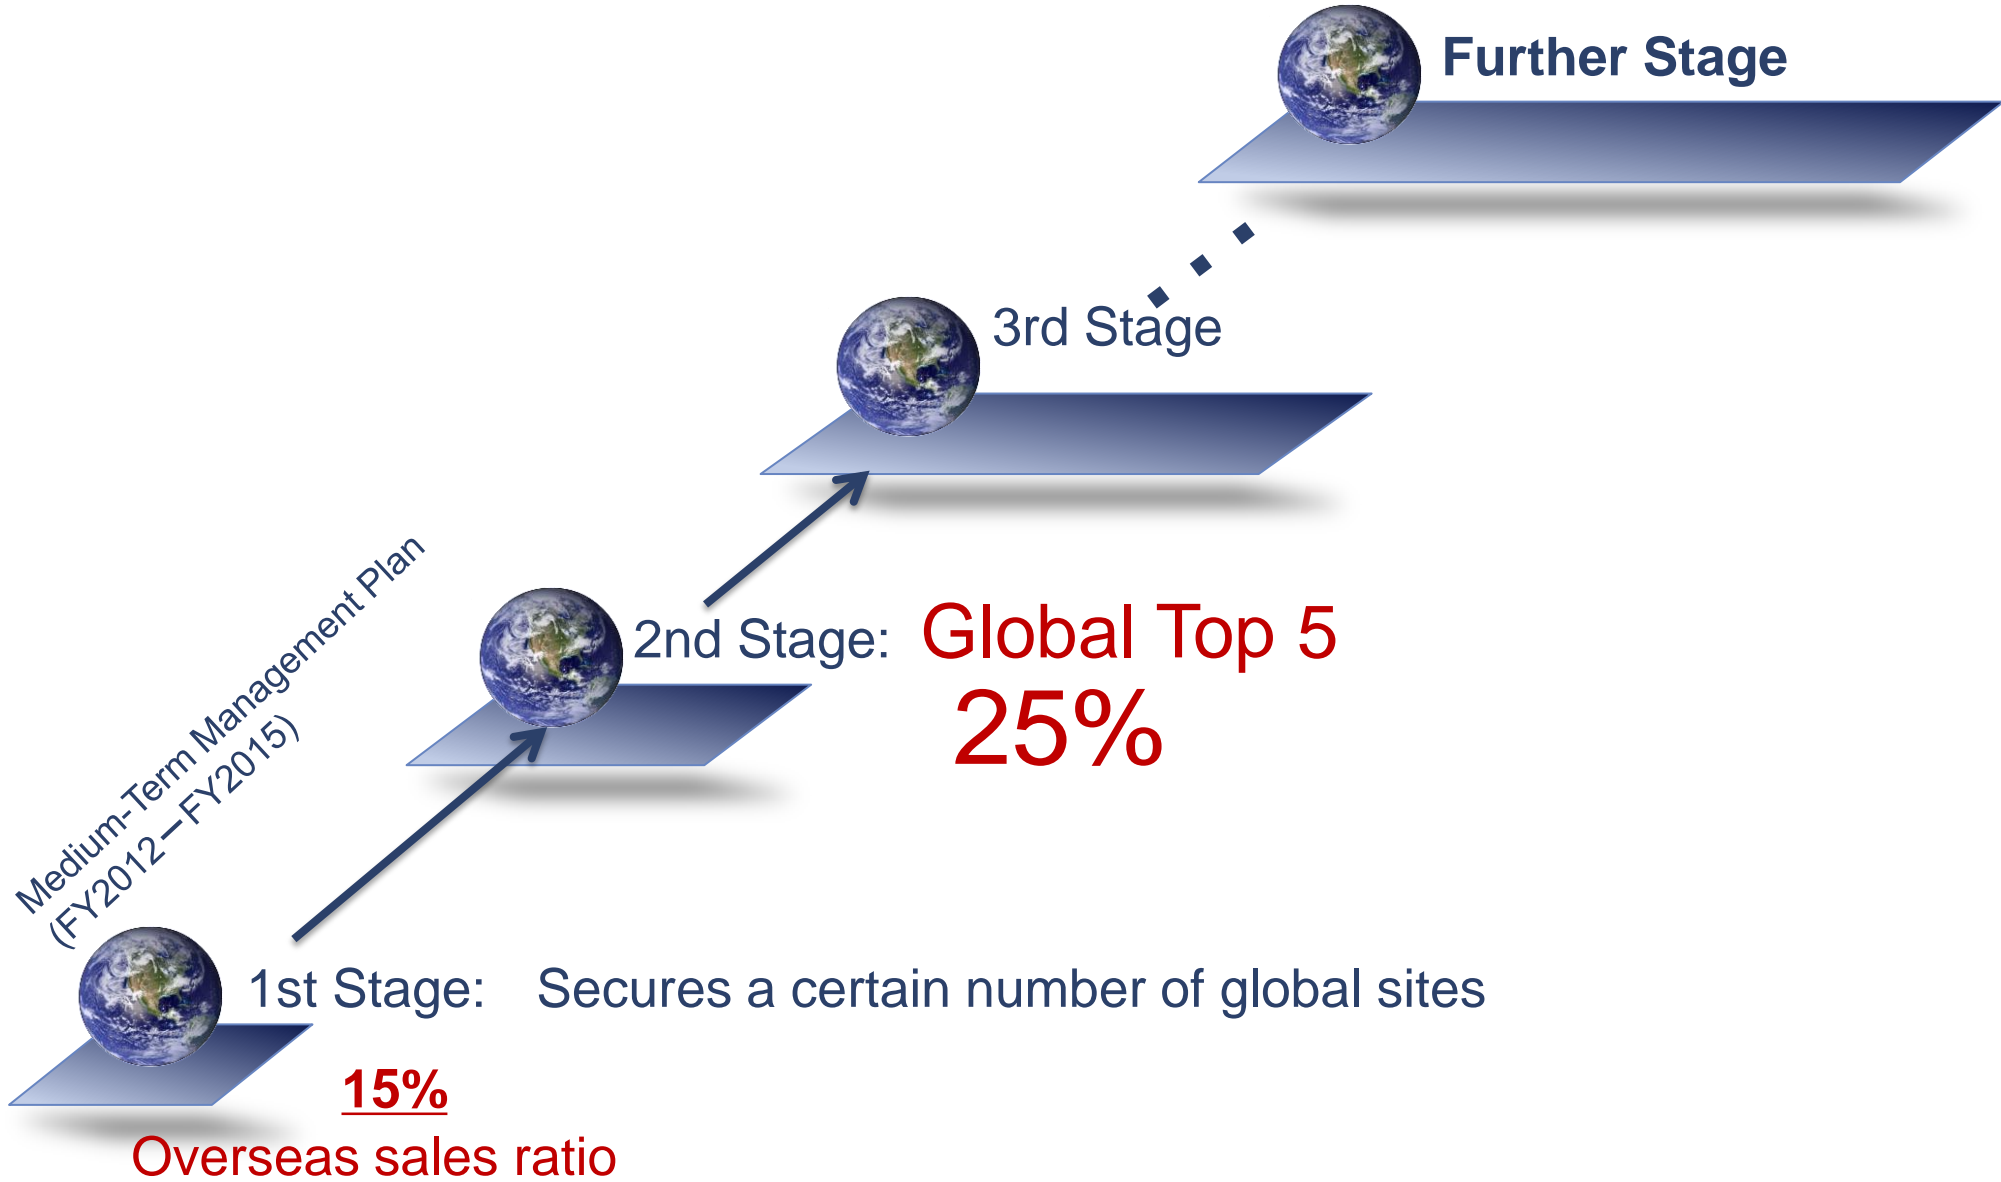 Further Stage
3rd Stage
Medium-Term Management Plan
(FY2012－FY2015)
2nd Stage: Global Top 5
25%
1st Stage: Secures a certain number of global sites
15%
Overseas sales ratio